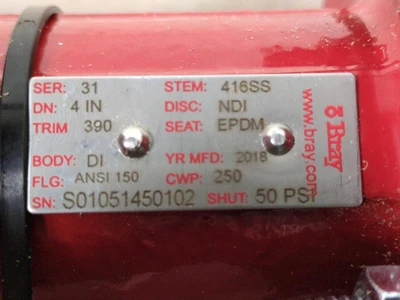 SER: 31 STEM: 416SS
DN: 4 IN DISC: NDI
TRIM 390 SEAT: EPDM
BODY: DI YR MFD: 2018
FLG: ANSI 150 CWP: 250
SN: S01051450102 SHUT: 50 PSI
Bray
www.bray.com